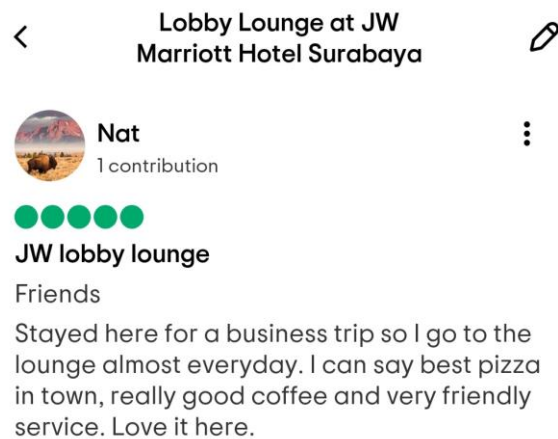 Lobby Lounge at JW
Marriott Hotel Surabaya
Nat
1 contribution
JW lobby lounge
Friends
Stayed here for a business trip so I go to the
lounge almost everyday. I can say best pizza
in town, really good coffee and very friendly
service. Love it here.